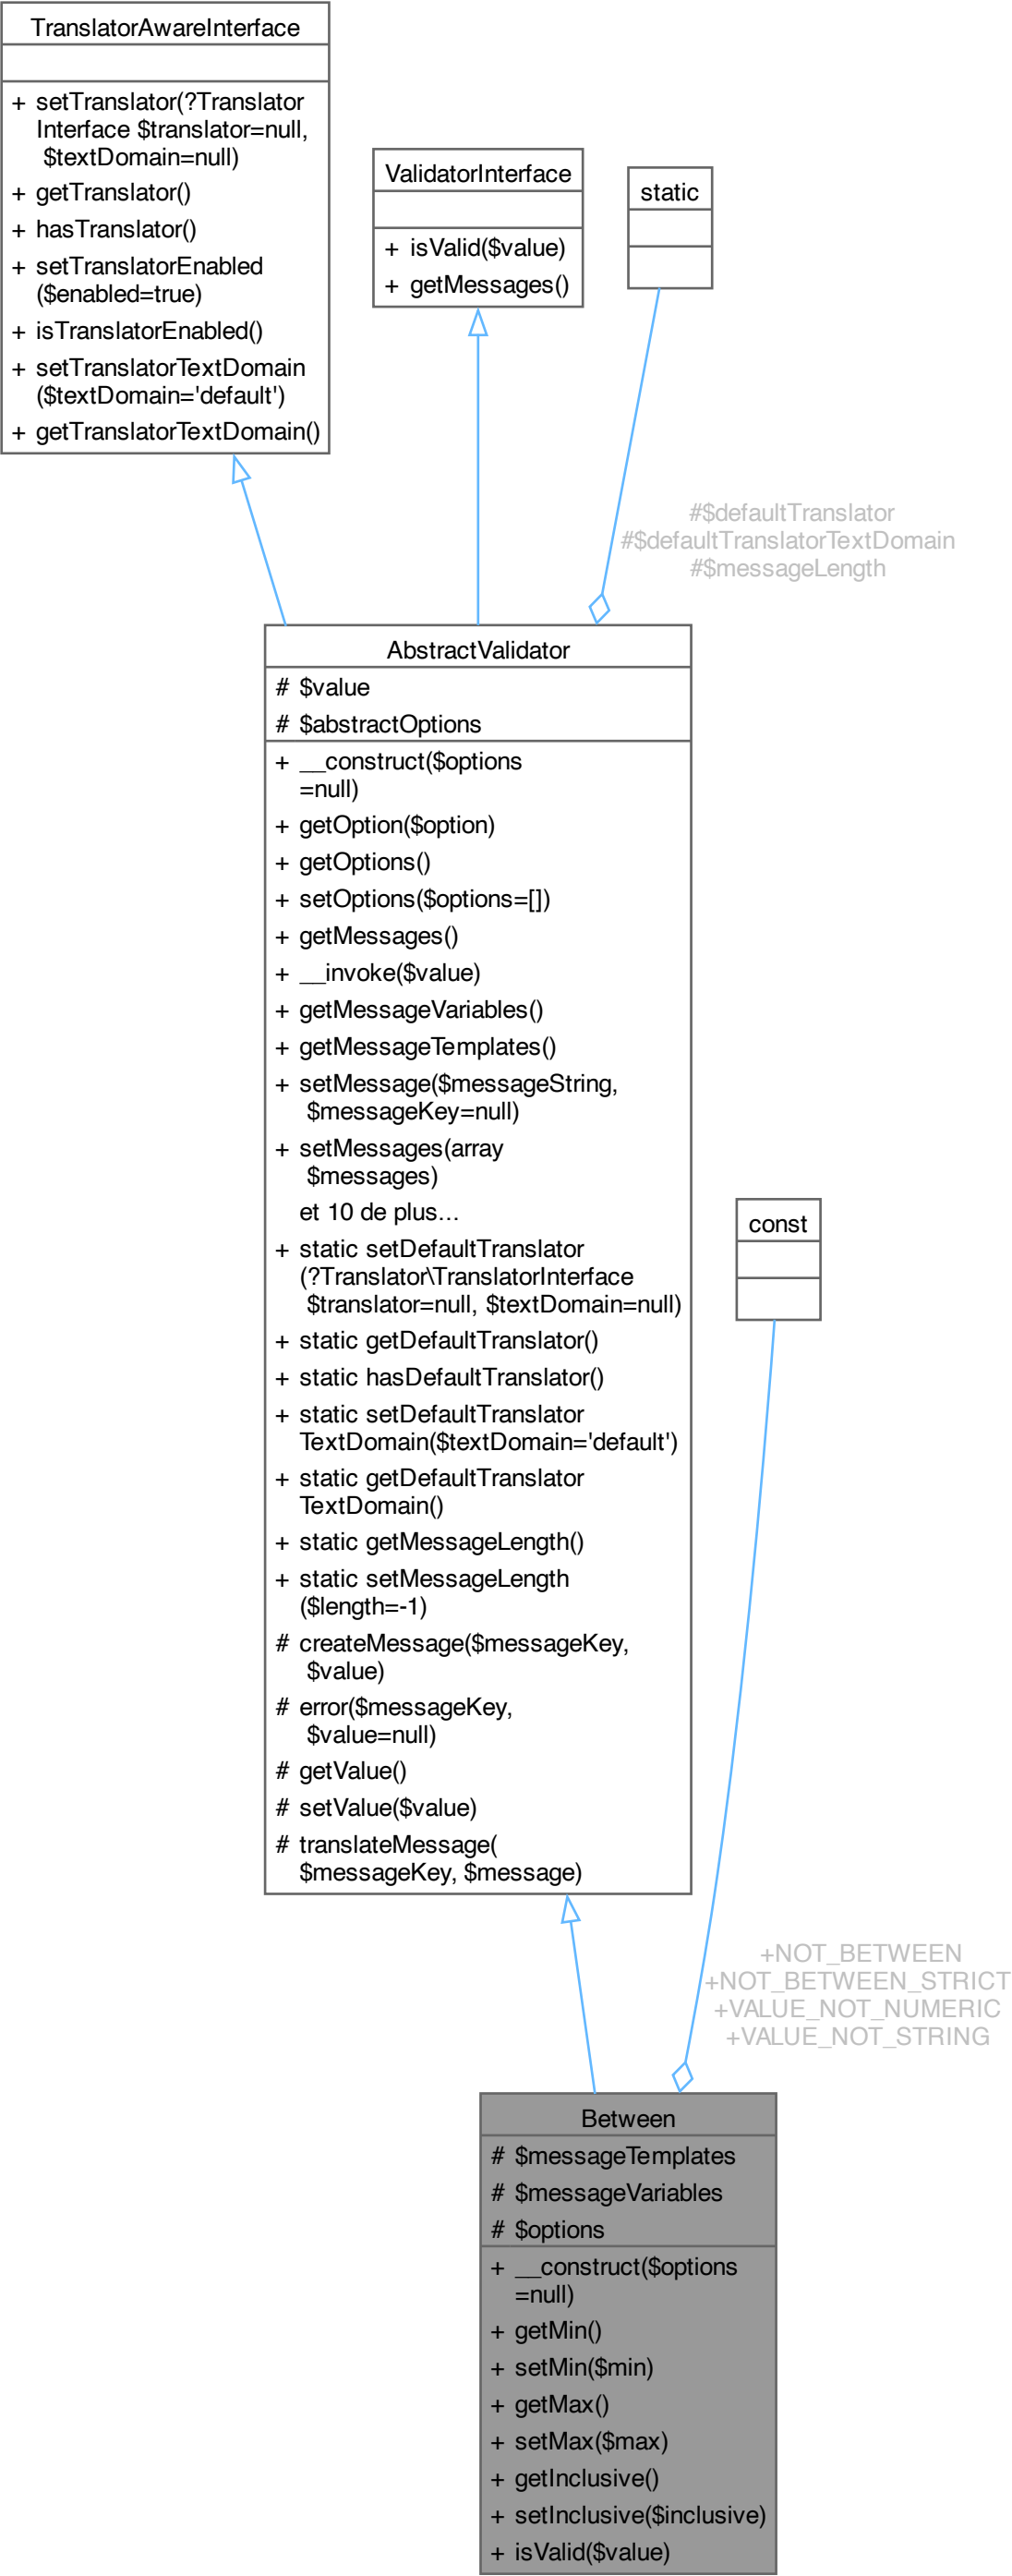 TranslatorAwareInterface
+ setTranslator(?Translator
Interface $translator=null,
$textDomain=null)
+ getTranslator()
+ hasTranslator()
+ setTranslatorEnabled
($enabled=true)
+ isTranslatorEnabled()
+ setTranslatorTextDomain
($textDomain='default')
+ getTranslatorTextDomain()
ValidatorInterface
+ isValid($value)
+ getMessages()
static
#$defaultTranslator
#$defaultTranslatorTextDomain
#$messageLength
AbstractValidator
# $value
# $abstractOptions
+ __construct($options
=null)
+ getOption($option)
+ getOptions()
+ setOptions($options=[])
+ getMessages()
+ __invoke($value)
+ getMessageVariables()
+ getMessageTemplates()
+ setMessage($messageString,
$messageKey=null)
+ setMessages(array
$messages)
et 10 de plus...
+ static setDefaultTranslator
(?Translator\TranslatorInterface
$translator=null, $textDomain=null)
+ static getDefaultTranslator()
+ static hasDefaultTranslator()
+ static setDefaultTranslator
TextDomain($textDomain='default')
+ static getDefaultTranslator
TextDomain()
+ static getMessageLength()
+ static setMessageLength
($length=-1)
# createMessage($messageKey,
$value)
# error($messageKey,
$value=null)
# getValue()
# setValue($value)
# translateMessage(
$messageKey, $message)
const
+NOT_BETWEEN
+NOT_BETWEEN_STRICT
+VALUE_NOT_NUMERIC
+VALUE_NOT_STRING
Between
# $messageTemplates
# $messageVariables
# $options
+ __construct($options
=null)
+ getMin()
+ setMin($min)
+ getMax()
+ setMax($max)
+ getInclusive()
+ setInclusive($inclusive)
+ isValid($value)